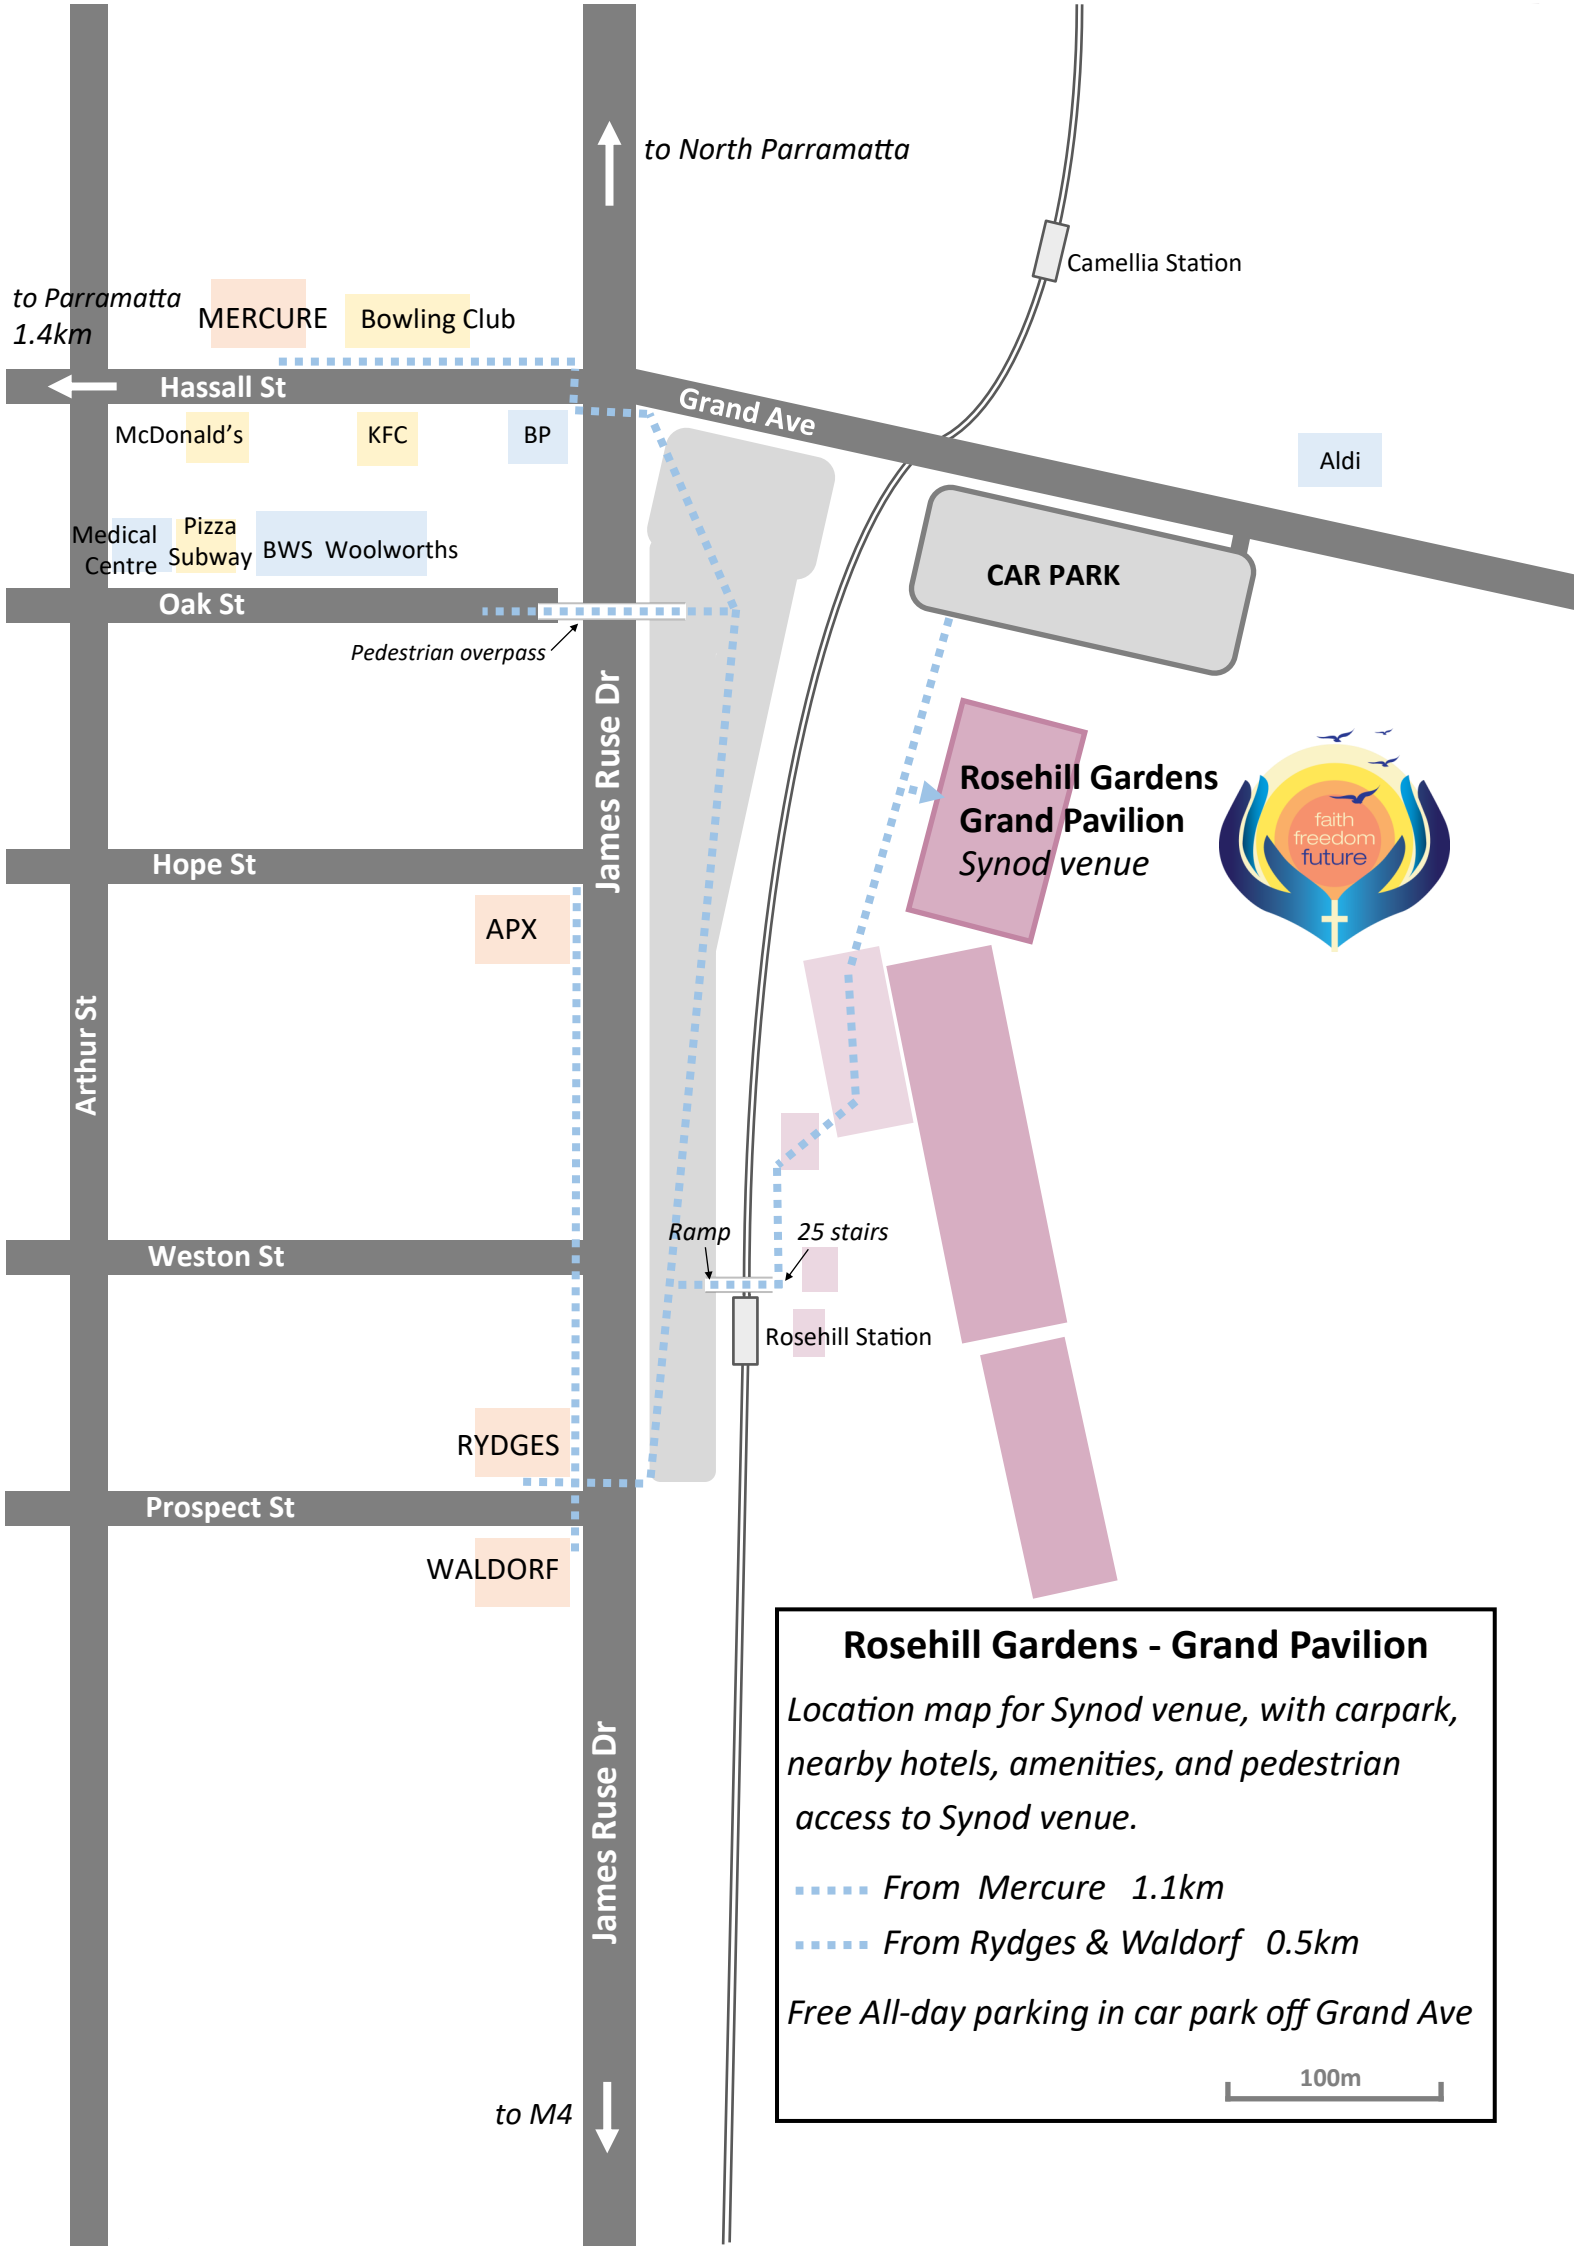 to North Parramatta
Camellia Station
to Parramatta
1.4km
MERCURE
Bowling Club
Hassall St
Grand Ave
McDonald's
KFC
BP
Aldi
Medical
Centre
Pizza
Subway
BWS Woolworths
CAR PARK
Oak St
Pedestrian overpass
James Ruse Dr
Rosehill Gardens
Grand Pavilion
Synod venue
faith
freedom
future
Hope St
APX
Arthur St
Ramp
25 stairs
Weston St
Rosehill Station
RYDGES
Prospect St
WALDORF
James Ruse Dr
to M4
Rosehill Gardens - Grand Pavilion
Location map for Synod venue, with carpark,
nearby hotels, amenities, and pedestrian
access to Synod venue.
From Mercure 1.1km
From Rydges & Waldorf 0.5km
Free All-day parking in car park off Grand Ave
100m